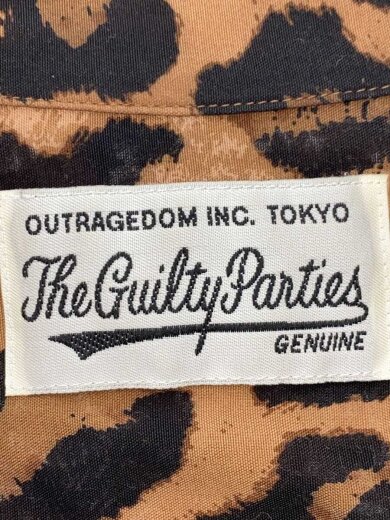 OUTRAGEDOM INC. TOKYO
The Guilty Parties
GENUINE